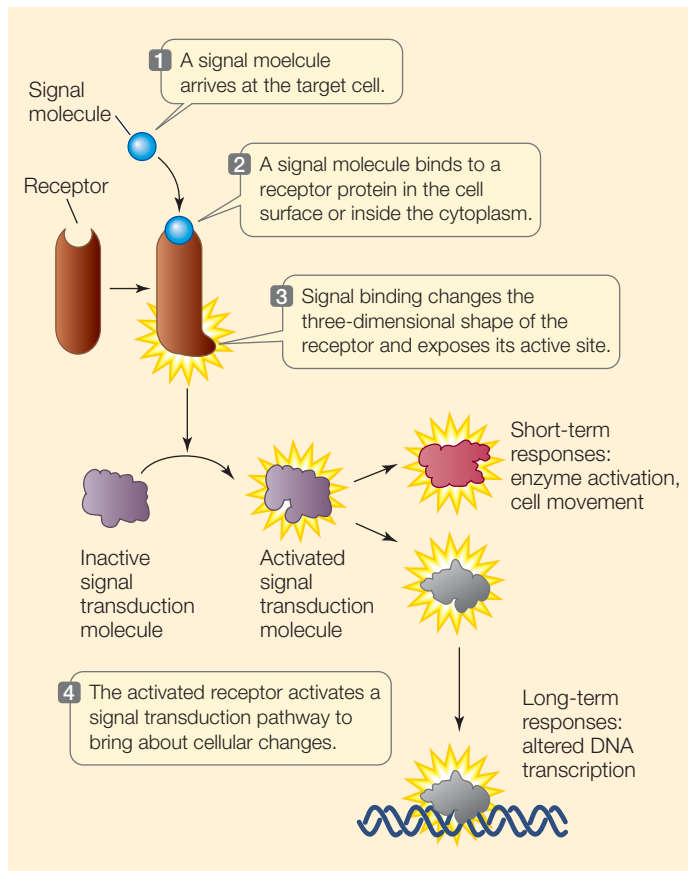 1 A signal moelcule
arrives at the target cell.
Signal
molecule
2 A signal molecule binds to a
receptor protein in the cell
surface or inside the cytoplasm.
Receptor
3 Signal binding changes the
three-dimensional shape of the
receptor and exposes its active site.
Short-term
responses:
enzyme activation,
cell movement
Inactive
signal
transduction
molecule
Activated
signal
transduction
molecule
4 The activated receptor activates a
signal transduction pathway to
bring about cellular changes.
Long-term
responses:
altered DNA
transcription